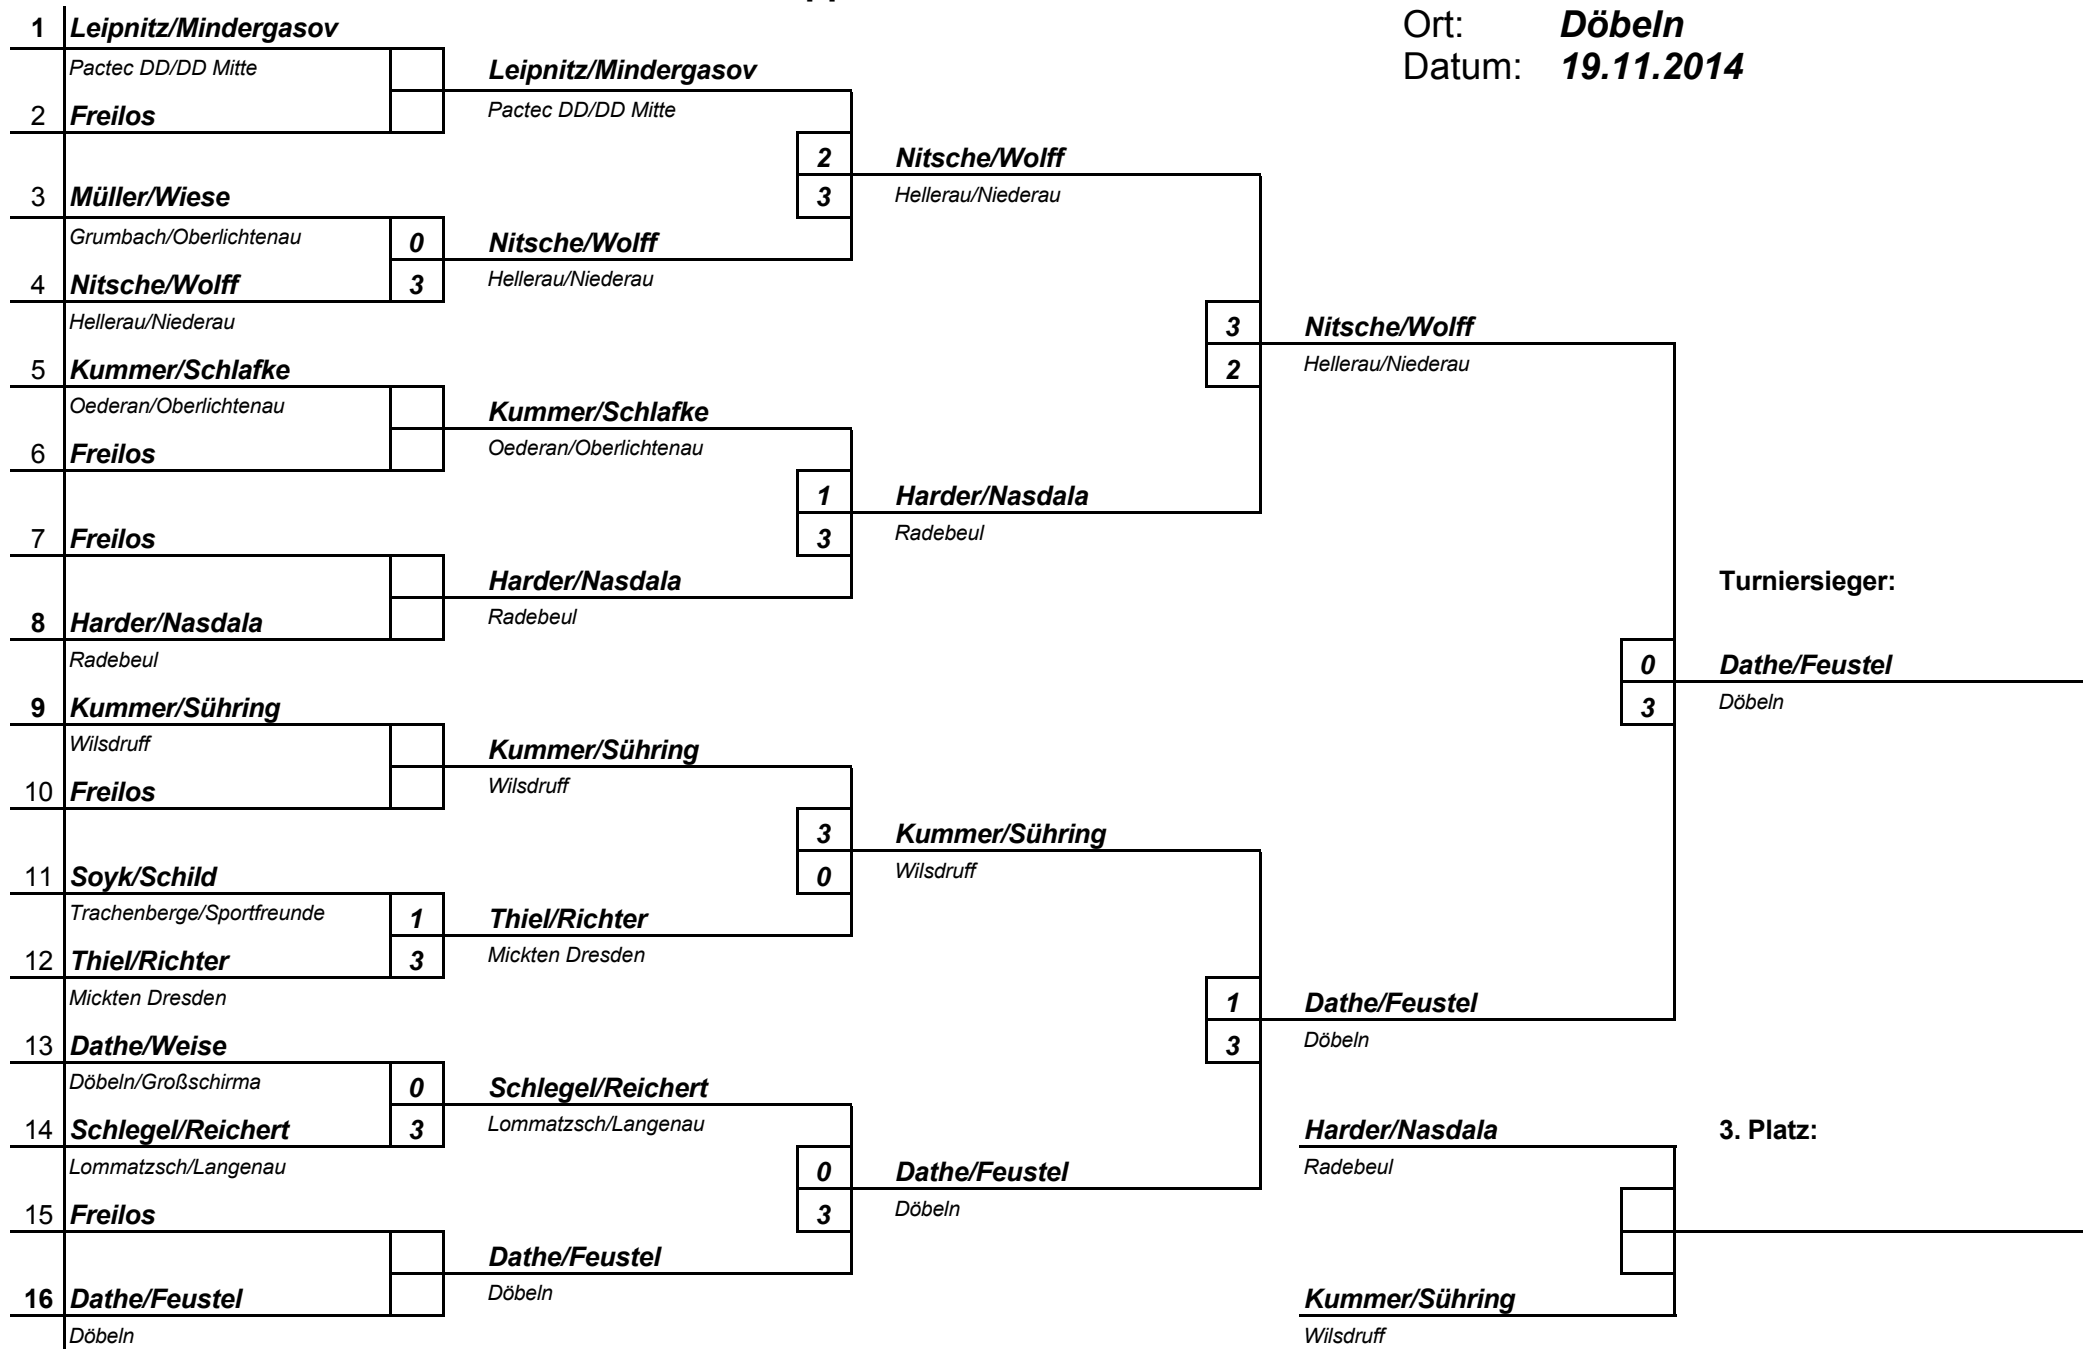 Ort: Döbeln
Datum: 19.11.2014
1 Leipnitz/Mindergasov
Pactec DD/DD Mitte
2 Freilos
3 Müller/Wiese
Grumbach/Oberlichtenau 0
4 Nitsche/Wolff 3
Hellerau/Niederau
5 Kummer/Schlafke
Oederan/Oberlichtenau
6 Freilos
7 Freilos
8 Harder/Nasdala
Radebeul
9 Kummer/Sühring
Wilsdruff
10 Freilos
11 Soyk/Schild
Trachenberge/Sportfreunde 1
12 Thiel/Richter 3
Mickten Dresden
13 Dathe/Weise
Döbeln/Großschirma 0
14 Schlegel/Reichert 3
Lommatzsch/Langenau
15 Freilos
16 Dathe/Feustel
Döbeln
Leipnitz/Mindergasov
Pactec DD/DD Mitte
2
3
Nitsche/Wolff
Hellerau/Niederau
Kummer/Schlafke
Oederan/Oberlichtenau
1
3
Harder/Nasdala
Radebeul
Kummer/Sühring
Wilsdruff
3
0
Thiel/Richter
Mickten Dresden
Schlegel/Reichert
Lommatzsch/Langenau
0
3
Dathe/Feustel
Döbeln
Nitsche/Wolff
Hellerau/Niederau
3
2
Harder/Nasdala
Radebeul
Kummer/Sühring
Wilsdruff
1
3
Dathe/Feustel
Döbeln
Nitsche/Wolff
Hellerau/Niederau
0
3
Dathe/Feustel
Döbeln
Turniersieger:
Dathe/Feustel
Döbeln
Harder/Nasdala
Radebeul
3. Platz:
Kummer/Sühring
Wilsdruff